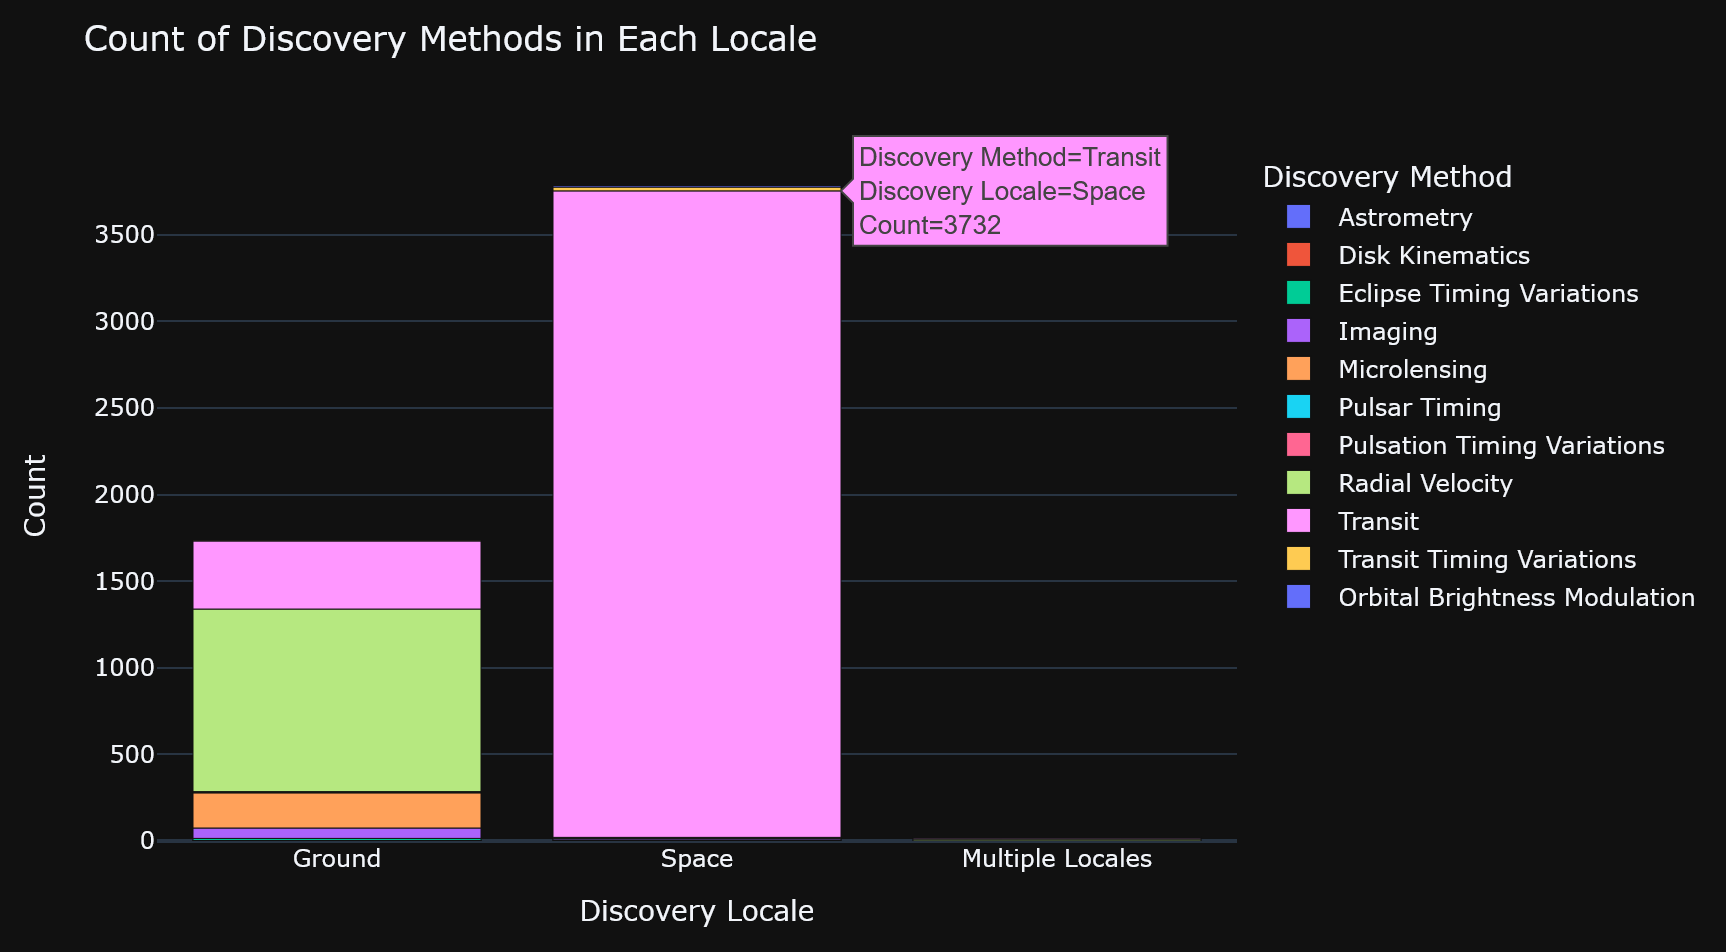 Count of Discovery Methods in Each Locale
Discovery Method=Transit
Discovery Locale=Space
Count=3732
Discovery Method
Astrometry
Disk Kinematics
Eclipse Timing Variations
Imaging
Microlensing
Pulsar Timing
Pulsation Timing Variations
Radial Velocity
Transit
Transit Timing Variations
Orbital Brightness Modulation
Count
3500
3000
2500
2000
1500
1000
500
0
Ground
Space
Multiple Locales
Discovery Locale